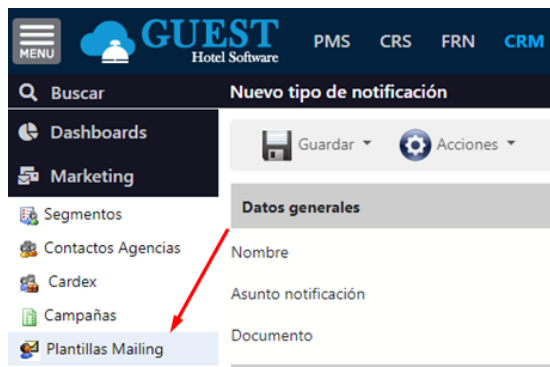 MENU
GUEST
Hotel Software
PMS CRS FRN CRM
Buscar
Nuevo tipo de notificación
Dashboards
Guardar Acciones
Marketing
Segmentos
Datos generales
Contactos Agencias
Nombre
Cardex
Asunto notificación
Campañas
Documento
Plantillas Mailing